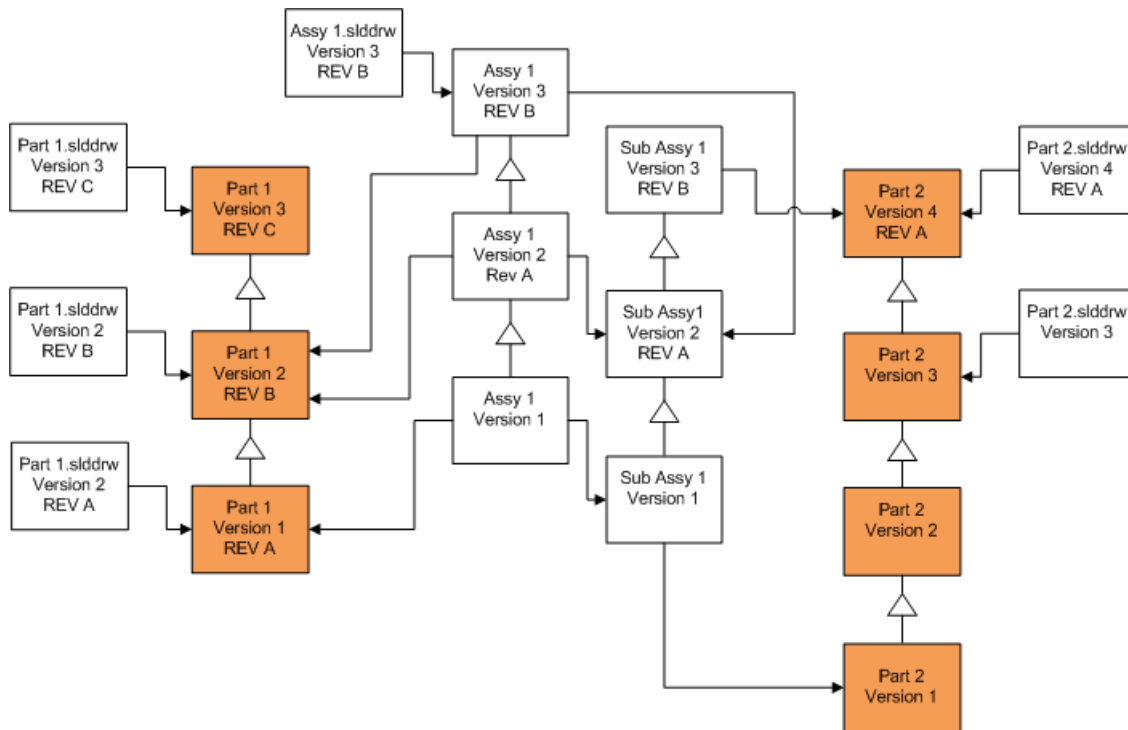 Assy 1.slddrw
Version 3
REV B
Assy 1
Version 3
REV B
Part 1.slddrw
Version 3
REV C
Part 1
Version 3
REV C
Sub Assy 1
Version 3
REV B
Part 2
Version 4
REV A
Part 2.slddrw
Version 4
REV A
Assy 1
Version 2
Rev A
Part 1.slddrw
Version 2
REV B
Part 1
Version 2
REV B
Sub Assy1
Version 2
REV A
Part 2
Version 3
Part 2.slddrw
Version 3
Assy 1
Version 1
Part 1.slddrw
Version 2
REV A
Part 1
Version 1
REV A
Sub Assy 1
Version 1
Part 2
Version 2
Part 2
Version 1